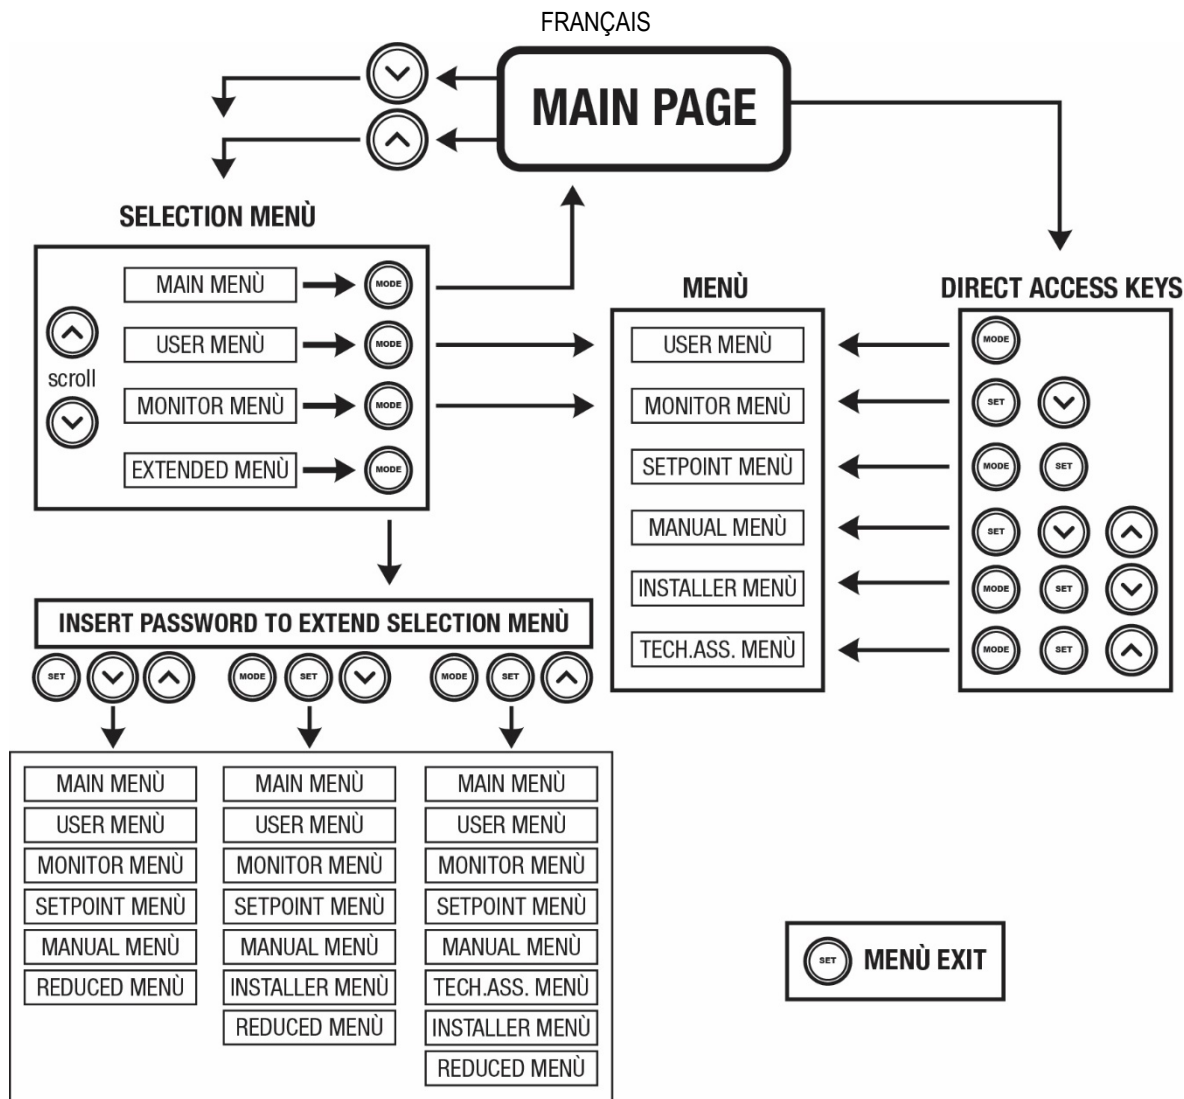 FRANÇAIS
MAIN PAGE
SELECTION MENÙ
MAIN MENÙ MODE
USER MENÙ MODE
scroll
MONITOR MENÙ MODE
EXTENDED MENÙ MODE
MENÙ
USER MENÙ
MONITOR MENÙ
SETPOINT MENÙ
MANUAL MENÙ
INSTALLER MENÙ
TECH.ASS. MENÙ
DIRECT ACCESS KEYS
MODE
SET
MODE SET
SET
MODE SET
MODE SET
INSERT PASSWORD TO EXTEND SELECTION MENÙ
SET
MODE SET
MODE SET
MAIN MENÙ
USER MENÙ
MONITOR MENÙ
SETPOINT MENÙ
MANUAL MENÙ
REDUCED MENÙ
MAIN MENÙ
USER MENÙ
MONITOR MENÙ
SETPOINT MENÙ
MANUAL MENÙ
INSTALLER MENÙ
REDUCED MENÙ
MAIN MENÙ
USER MENÙ
MONITOR MENÙ
SETPOINT MENÙ
MANUAL MENÙ
TECH.ASS. MENÙ
INSTALLER MENÙ
REDUCED MENÙ
SET MENÙ EXIT